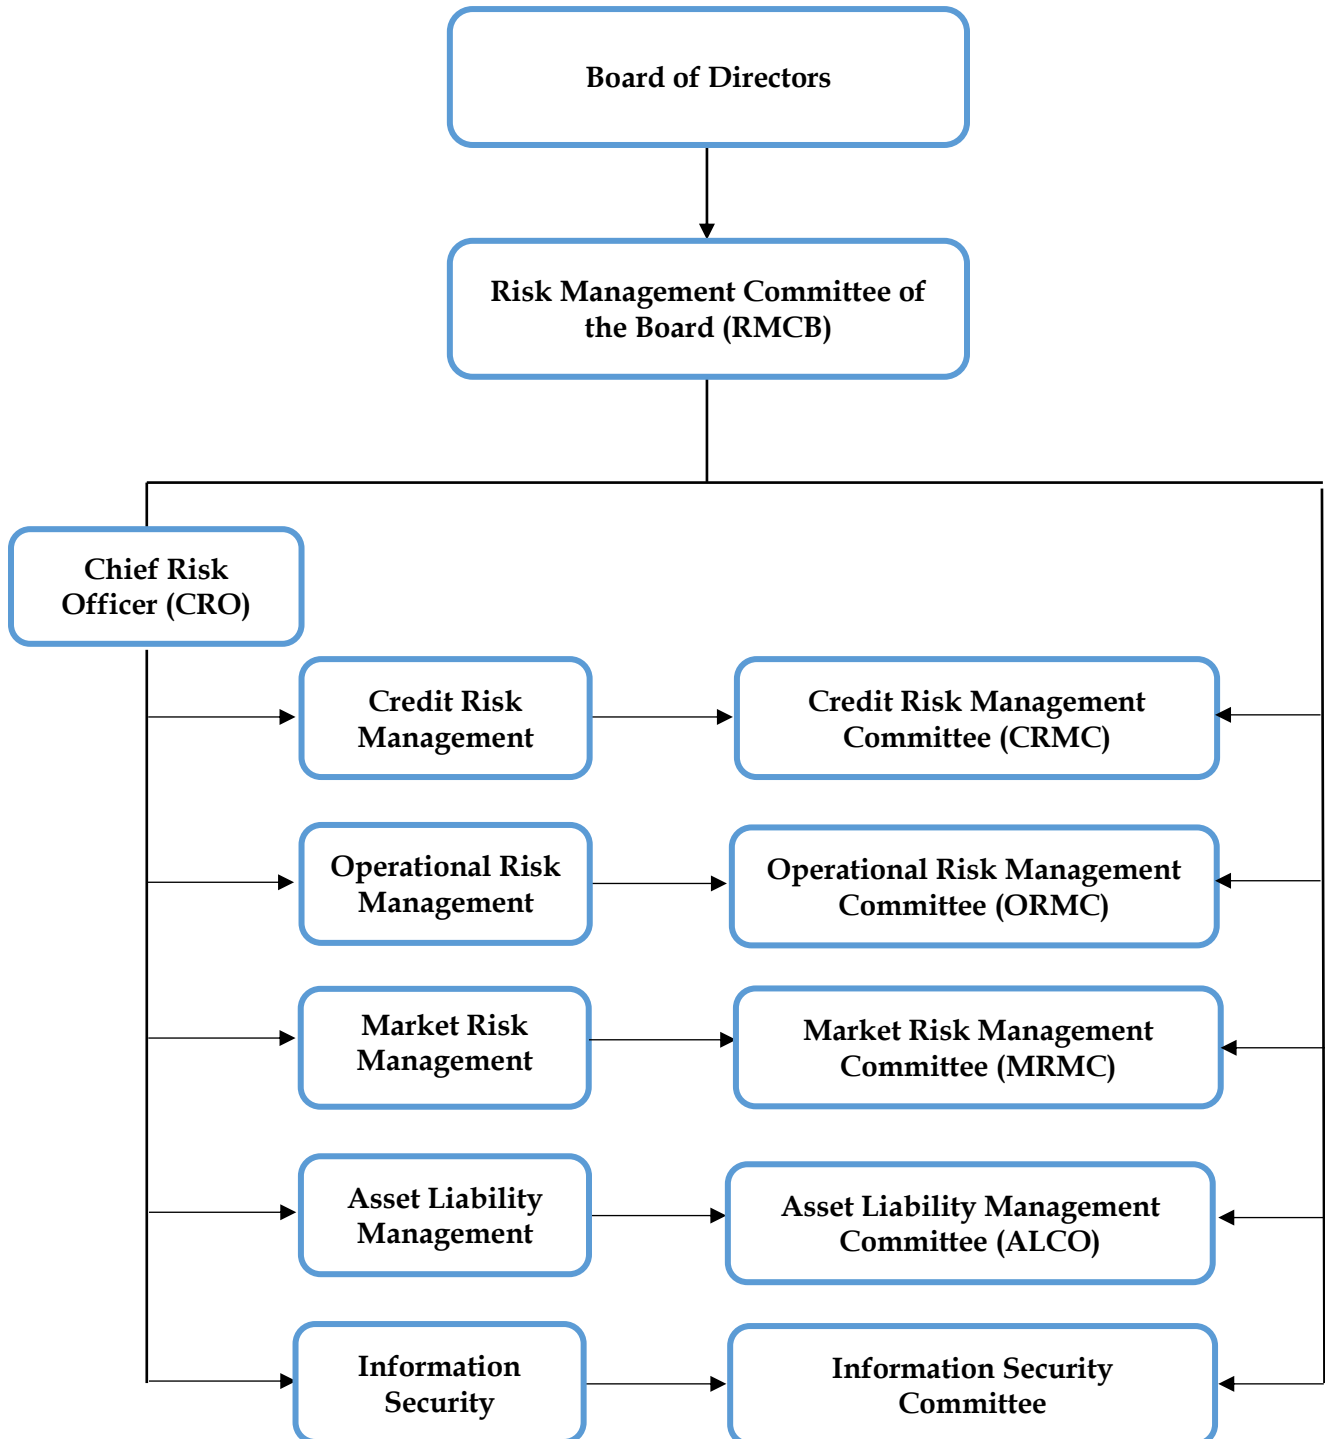 Board of Directors
Risk Management Committee of
the Board (RMCB)
Chief Risk
Officer (CRO)
Credit Risk
Management
Credit Risk Management
Committee (CRMC)
Operational Risk
Management
Operational Risk Management
Committee (ORMC)
Market Risk
Management
Market Risk Management
Committee (MRMC)
Asset Liability
Management
Asset Liability Management
Committee (ALCO)
Information
Security
Information Security
Committee